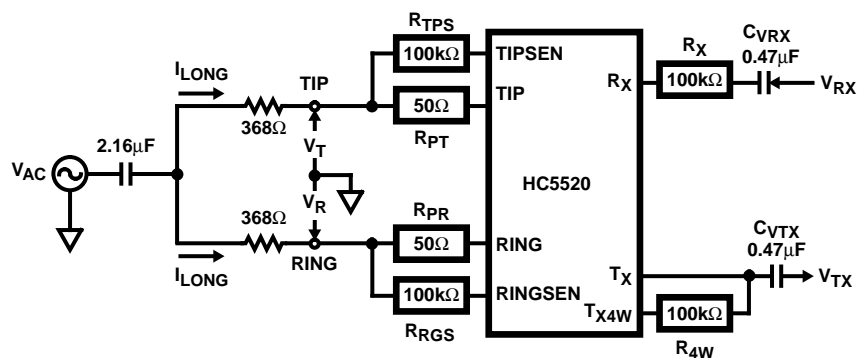 RTPS
100kΩ
TIPSEN
ILONG
TIP
368Ω
50Ω
TIP
RPT
2.16μF
VAC
VT
VR
HC5520
RX
RX
100kΩ
CVRX
0.47μF
VRX
368Ω
RPR
50Ω
RING
ILONG
RING
100kΩ
RINGSEN
RRGS
TX
CVTX
0.47μF
VTX
TX4W
100kΩ
R4W